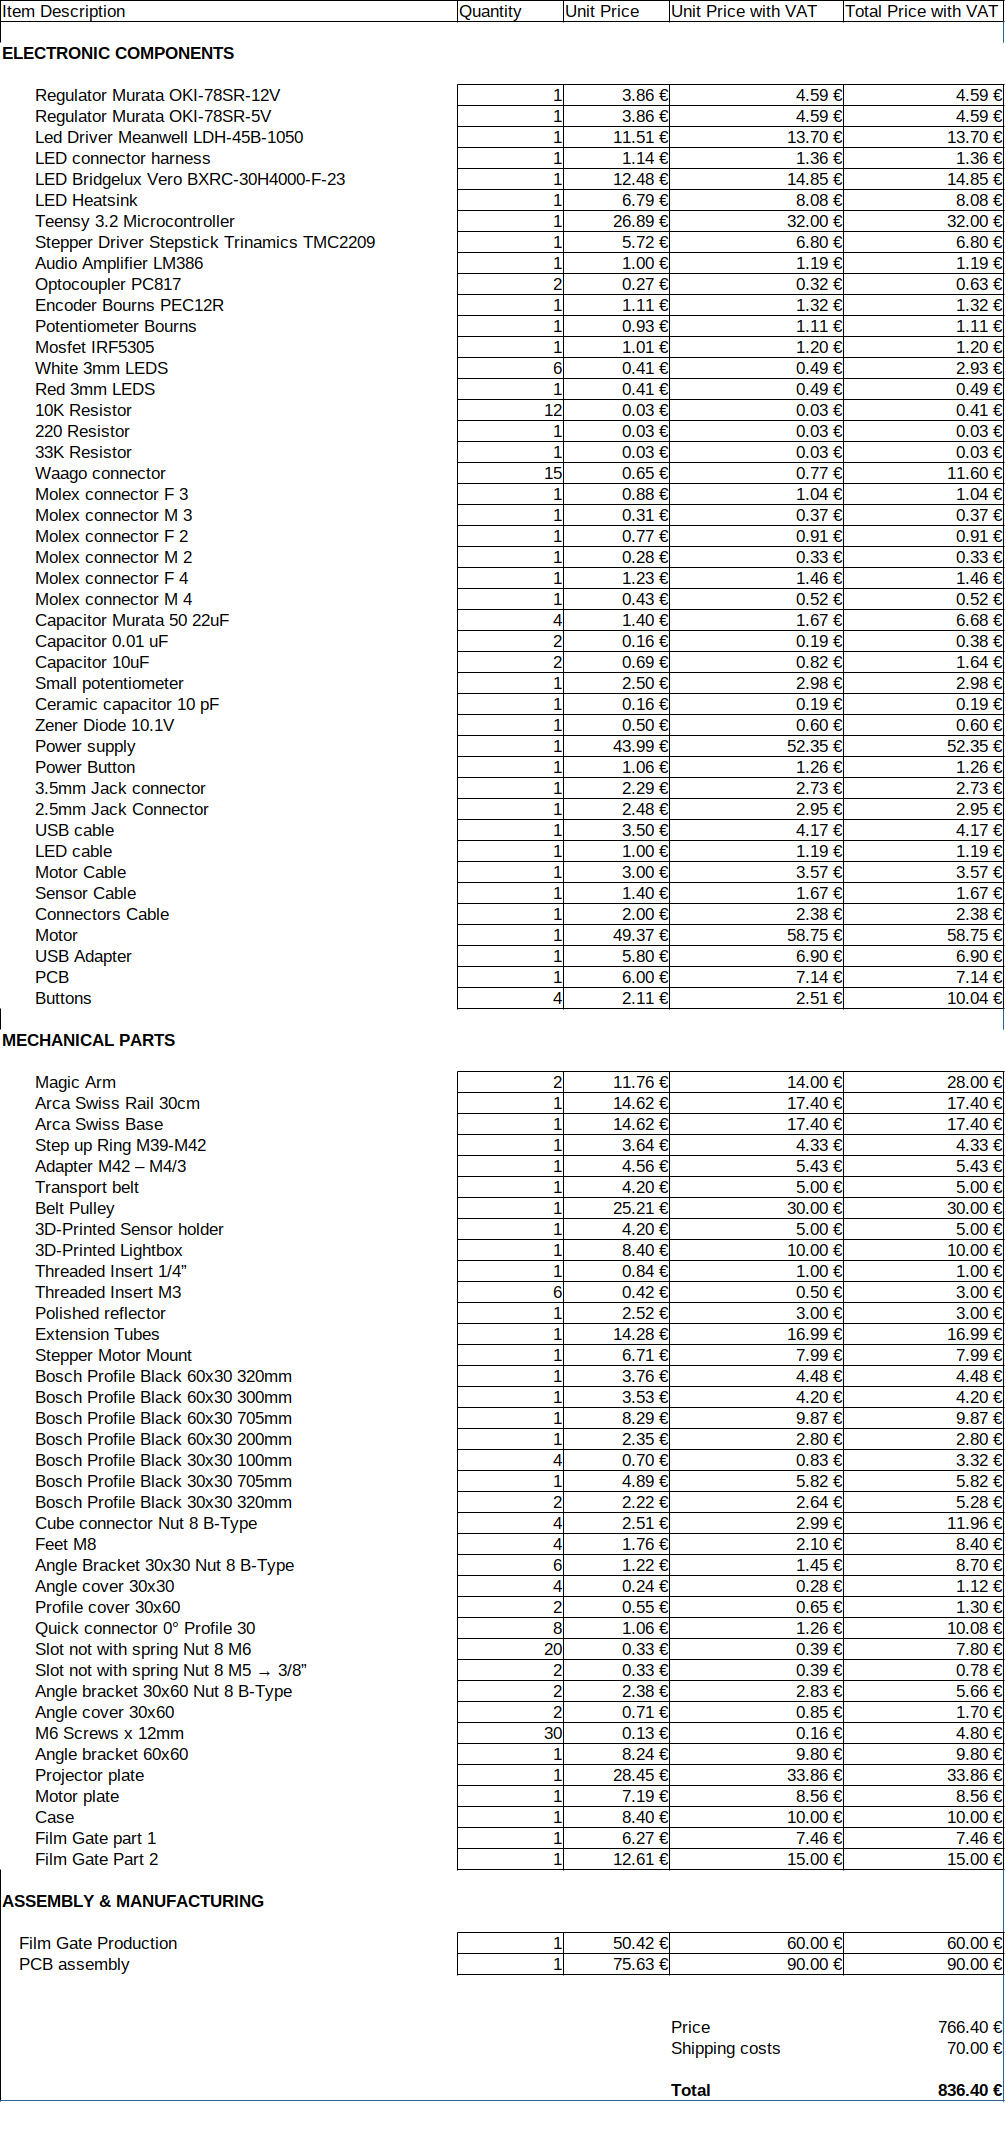 Item Description Quantity Unit Price Unit Price with VAT Total Price with VAT
ELECTRONIC COMPONENTS
Regulator Murata OKI-78SR-12V 1 3.86 € 4.59 € 4.59 €
Regulator Murata OKI-78SR-5V 1 3.86 € 4.59 € 4.59 €
Led Driver Meanwell LDH-45B-1050 1 11.51 € 13.70 € 13.70 €
LED connector harness 1 1.14 € 1.36 € 1.36 €
LED Bridgelux Vero BXRC-30H4000-F-23 1 12.48 € 14.85 € 14.85 €
LED Heatsink 1 6.79 € 8.08 € 8.08 €
Teensy 3.2 Microcontroller 1 26.89 € 32.00 € 32.00 €
Stepper Driver Stepstick Trinamics TMC2209 1 5.72 € 6.80 € 6.80 €
Audio Amplifier LM386 1 1.00 € 1.19 € 1.19 €
Optocoupler PC817 2 0.27 € 0.32 € 0.63 €
Encoder Bourns PEC12R 1 1.11 € 1.32 € 1.32 €
Potentiometer Bourns 1 0.93 € 1.11 € 1.11 €
Mosfet IRF5305 1 1.01 € 1.20 € 1.20 €
White 3mm LEDS 6 0.41 € 0.49 € 2.93 €
Red 3mm LEDS 1 0.41 € 0.49 € 0.49 €
10K Resistor 12 0.03 € 0.03 € 0.41 €
220 Resistor 1 0.03 € 0.03 € 0.03 €
33K Resistor 1 0.03 € 0.03 € 0.03 €
Waago connector 15 0.65 € 0.77 € 11.60 €
Molex connector F 3 1 0.88 € 1.04 € 1.04 €
Molex connector M 3 1 0.31 € 0.37 € 0.37 €
Molex connector F 2 1 0.77 € 0.91 € 0.91 €
Molex connector M 2 1 0.28 € 0.33 € 0.33 €
Molex connector F 4 1 1.23 € 1.46 € 1.46 €
Molex connector M 4 1 0.43 € 0.52 € 0.52 €
Capacitor Murata 50 22uF 4 1.40 € 1.67 € 6.68 €
Capacitor 0.01 uF 2 0.16 € 0.19 € 0.38 €
Capacitor 10uF 2 0.69 € 0.82 € 1.64 €
Small potentiometer 1 2.50 € 2.98 € 2.98 €
Ceramic capacitor 10 pF 1 0.16 € 0.19 € 0.19 €
Zener Diode 10.1V 1 0.50 € 0.60 € 0.60 €
Power supply 1 43.99 € 52.35 € 52.35 €
Power Button 1 1.06 € 1.26 € 1.26 €
3.5mm Jack connector 1 2.29 € 2.73 € 2.73 €
2.5mm Jack Connector 1 2.48 € 2.95 € 2.95 €
USB cable 1 3.50 € 4.17 € 4.17 €
LED cable 1 1.00 € 1.19 € 1.19 €
Motor Cable 1 3.00 € 3.57 € 3.57 €
Sensor Cable 1 1.40 € 1.67 € 1.67 €
Connectors Cable 1 2.00 € 2.38 € 2.38 €
Motor 1 49.37 € 58.75 € 58.75 €
USB Adapter 1 5.80 € 6.90 € 6.90 €
PCB 1 6.00 € 7.14 € 7.14 €
Buttons 4 2.11 € 2.51 € 10.04 €
MECHANICAL PARTS
Magic Arm 2 11.76 € 14.00 € 28.00 €
Arca Swiss Rail 30cm 1 14.62 € 17.40 € 17.40 €
Arca Swiss Base 1 14.62 € 17.40 € 17.40 €
Step up Ring M39-M42 1 3.64 € 4.33 € 4.33 €
Adapter M42 – M4/3 1 4.56 € 5.43 € 5.43 €
Transport belt 1 4.20 € 5.00 € 5.00 €
Belt Pulley 1 25.21 € 30.00 € 30.00 €
3D-Printed Sensor holder 1 4.20 € 5.00 € 5.00 €
3D-Printed Lightbox 1 8.40 € 10.00 € 10.00 €
Threaded Insert 1/4” 1 0.84 € 1.00 € 1.00 €
Threaded Insert M3 6 0.42 € 0.50 € 3.00 €
Polished reflector 1 2.52 € 3.00 € 3.00 €
Extension Tubes 1 14.28 € 16.99 € 16.99 €
Stepper Motor Mount 1 6.71 € 7.99 € 7.99 €
Bosch Profile Black 60x30 320mm 1 3.76 € 4.48 € 4.48 €
Bosch Profile Black 60x30 300mm 1 3.53 € 4.20 € 4.20 €
Bosch Profile Black 60x30 705mm 1 8.29 € 9.87 € 9.87 €
Bosch Profile Black 60x30 200mm 1 2.35 € 2.80 € 2.80 €
Bosch Profile Black 30x30 100mm 4 0.70 € 0.83 € 3.32 €
Bosch Profile Black 30x30 705mm 1 4.89 € 5.82 € 5.82 €
Bosch Profile Black 30x30 320mm 2 2.22 € 2.64 € 5.28 €
Cube connector Nut 8 B-Type 4 2.51 € 2.99 € 11.96 €
Feet M8 4 1.76 € 2.10 € 8.40 €
Angle Bracket 30x30 Nut 8 B-Type 6 1.22 € 1.45 € 8.70 €
Angle cover 30x30 4 0.24 € 0.28 € 1.12 €
Profile cover 30x60 2 0.55 € 0.65 € 1.30 €
Quick connector 0° Profile 30 8 1.06 € 1.26 € 10.08 €
Slot not with spring Nut 8 M6 20 0.33 € 0.39 € 7.80 €
Slot not with spring Nut 8 M5 → 3/8” 2 0.33 € 0.39 € 0.78 €
Angle bracket 30x60 Nut 8 B-Type 2 2.38 € 2.83 € 5.66 €
Angle cover 30x60 2 0.71 € 0.85 € 1.70 €
M6 Screws x 12mm 30 0.13 € 0.16 € 4.80 €
Angle bracket 60x60 1 8.24 € 9.80 € 9.80 €
Projector plate 1 28.45 € 33.86 € 33.86 €
Motor plate 1 7.19 € 8.56 € 8.56 €
Case 1 8.40 € 10.00 € 10.00 €
Film Gate part 1 1 6.27 € 7.46 € 7.46 €
Film Gate Part 2 1 12.61 € 15.00 € 15.00 €
ASSEMBLY & MANUFACTURING
Film Gate Production 1 50.42 € 60.00 € 60.00 €
PCB assembly 1 75.63 € 90.00 € 90.00 €
Price 766.40 €
Shipping costs 70.00 €
Total 836.40 €